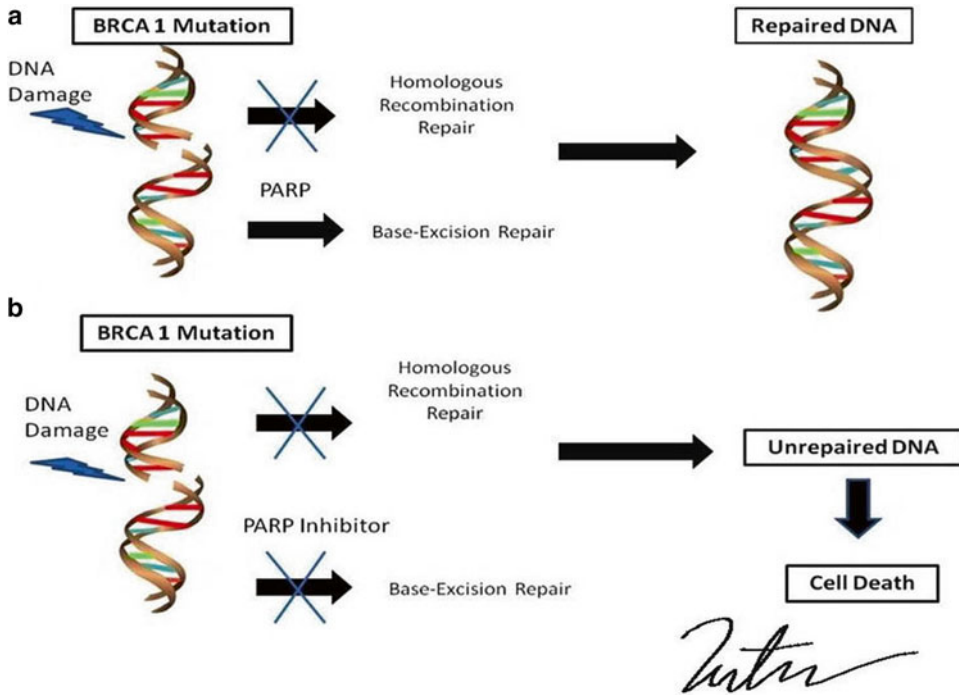 a
BRCA 1 Mutation
Repaired DNA
DNA
Damage
Homologous
Recombination
Repair
PARP
Base-Excision Repair
b
BRCA 1 Mutation
DNA
Damage
Homologous
Recombination
Repair
Unrepaired DNA
PARP Inhibitor
Base-Excision Repair
Cell Death